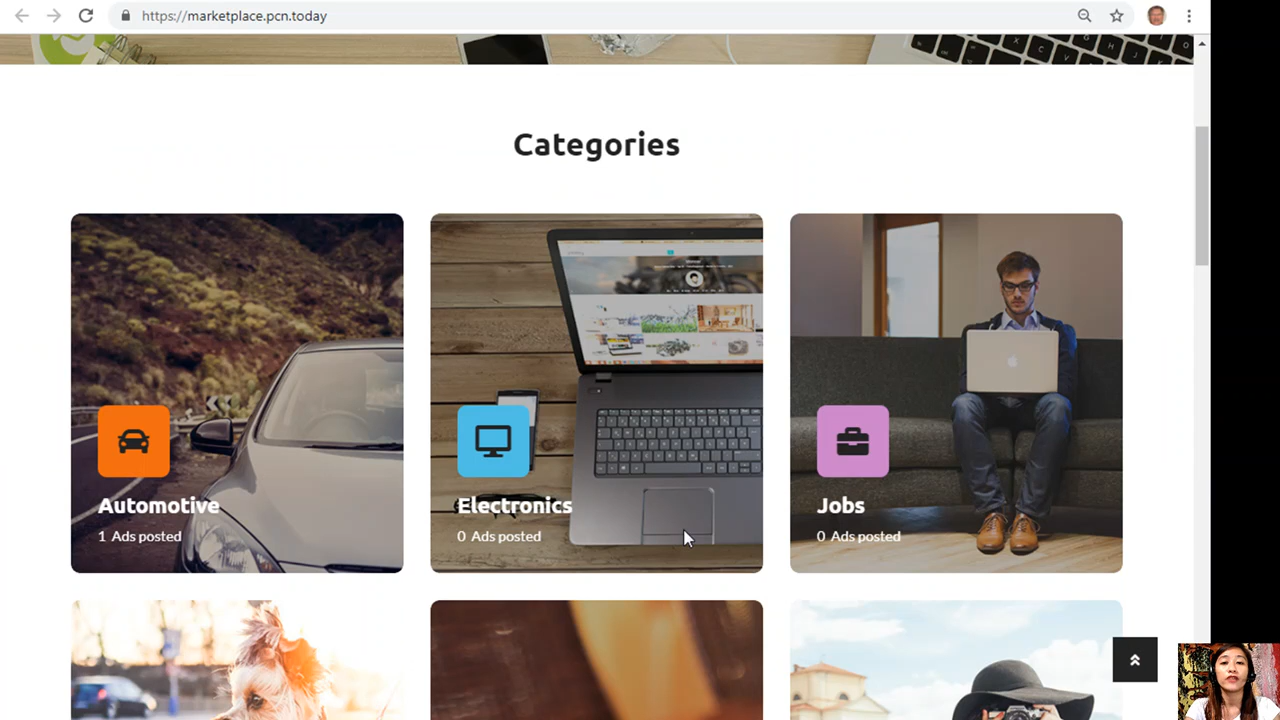 https://marketplace.pcn.today
Categories
Automotive
1 Ads posted
Electronics
0 Ads posted
Jobs
0 Ads posted